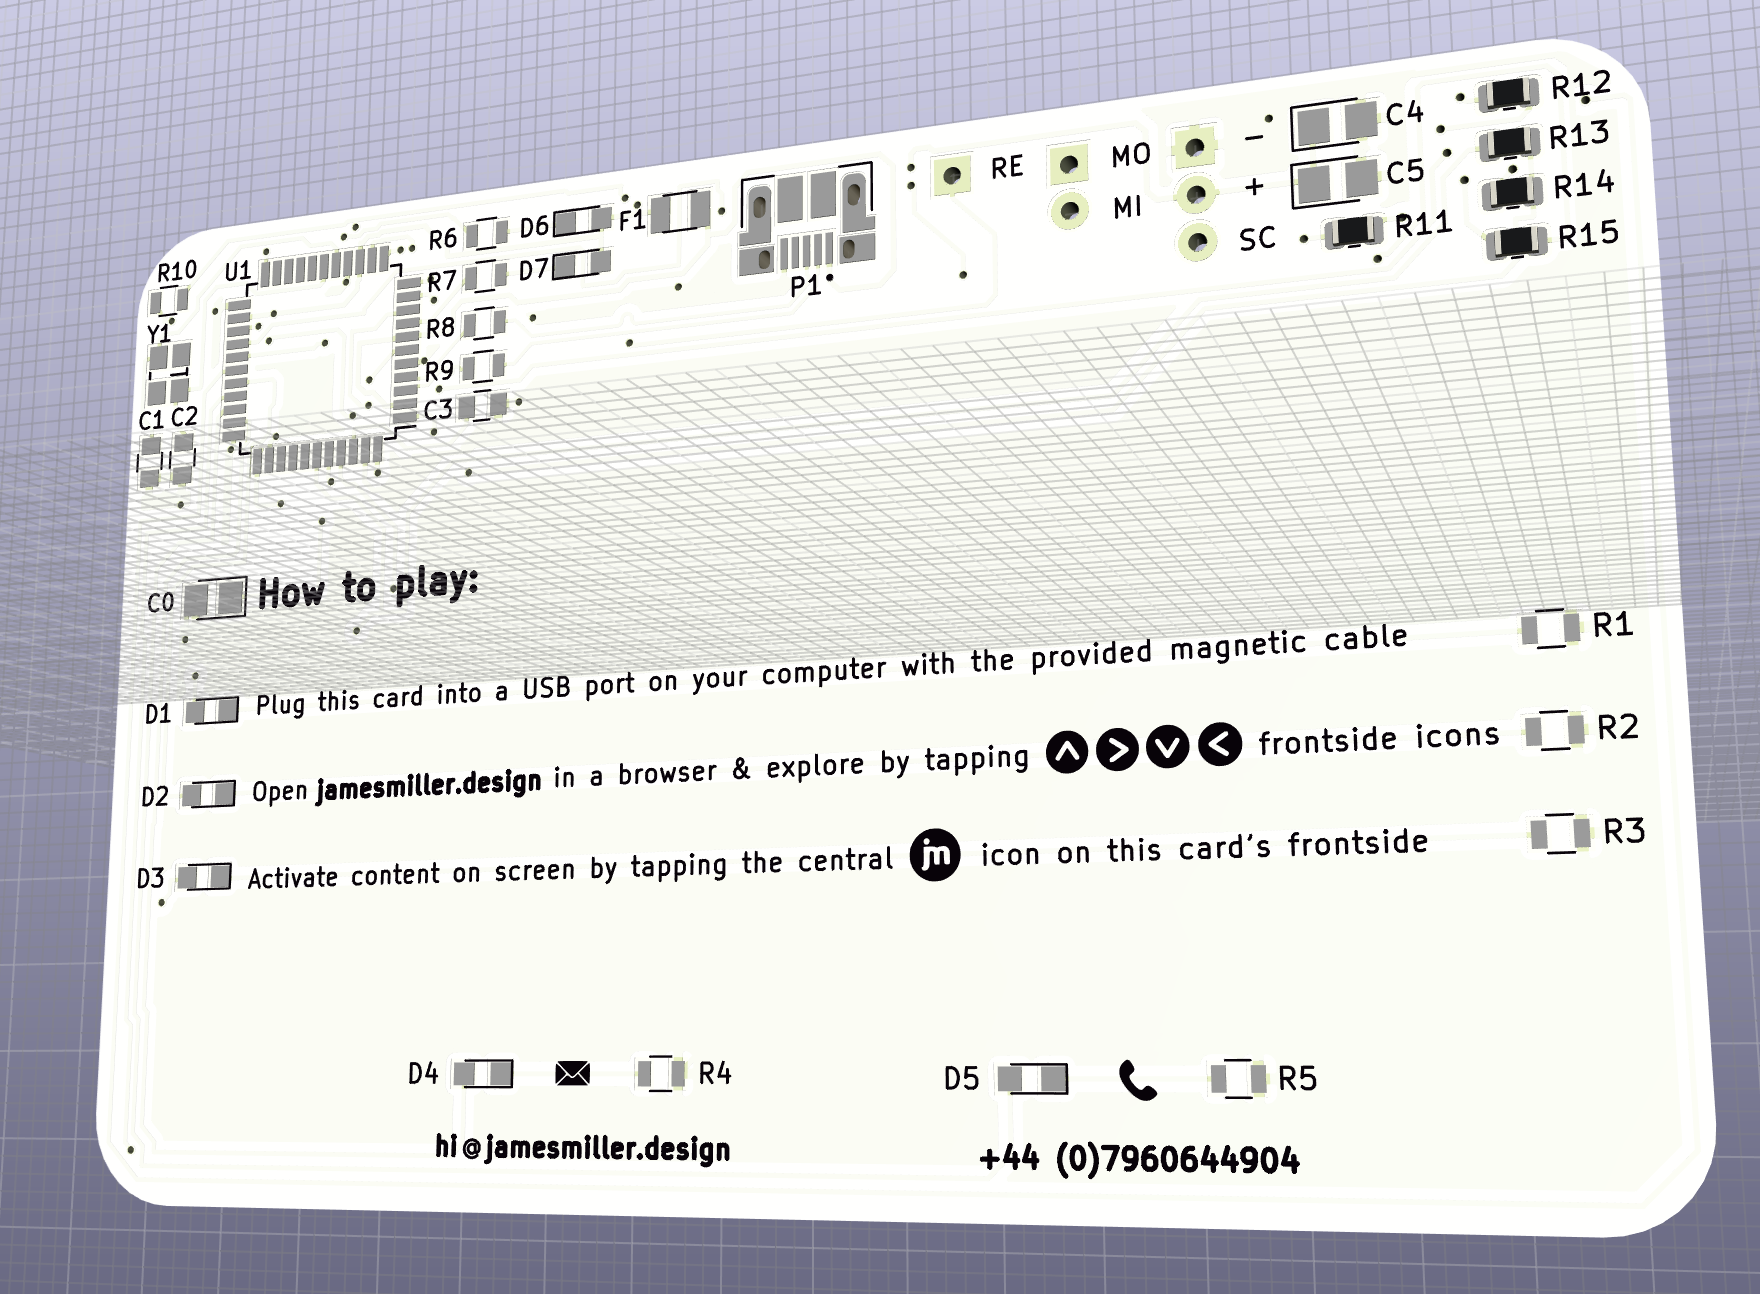 R12
C4
R13
MO
-
RE
C5
R14
+
MI
R11
R15
SC
R6
D6
F1
R10
U1
R7
D7
P1
Y1
R8
R9
C1 C2
C3
C0 How to play:
D1 Plug this card into a USB port on your computer with the provided magnetic cable R1
D2 Open jamesmiller.design in a browser & explore by tapping frontside icons R2
D3 Activate content on screen by tapping the central jm icon on this card's frontside R3
D4 R4
D5 R5
hi@jamesmiller.design
+44 (0)7960644904